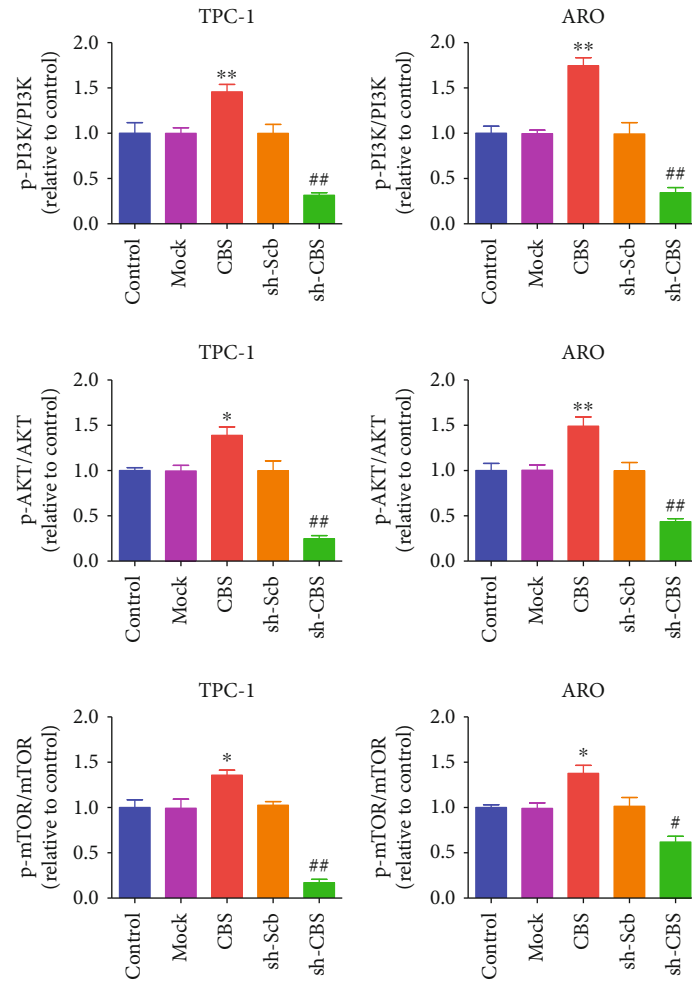 TPC-1
p-PI3K/PI3K
(relative to control)
2.0
1.5
1.0
0.5
0.0
**
##
Control
Mock
CBS
sh-Scb
sh-CBS
ARO
p-PI3K/PI3K
(relative to control)
2.0
1.5
1.0
0.5
0.0
**
##
Control
Mock
CBS
sh-Scb
sh-CBS
TPC-1
p-AKT/AKT
(relative to control)
2.0
1.5
1.0
0.5
0.0
*
##
Control
Mock
CBS
sh-Scb
sh-CBS
ARO
p-AKT/AKT
(relative to control)
2.0
1.5
1.0
0.5
0.0
**
##
Control
Mock
CBS
sh-Scb
sh-CBS
TPC-1
p-mTOR/mTOR
(relative to control)
2.0
1.5
1.0
0.5
0.0
*
##
Control
Mock
CBS
sh-Scb
sh-CBS
ARO
p-mTOR/mTOR
(relative to control)
2.0
1.5
1.0
0.5
0.0
*
#
Control
Mock
CBS
sh-Scb
sh-CBS